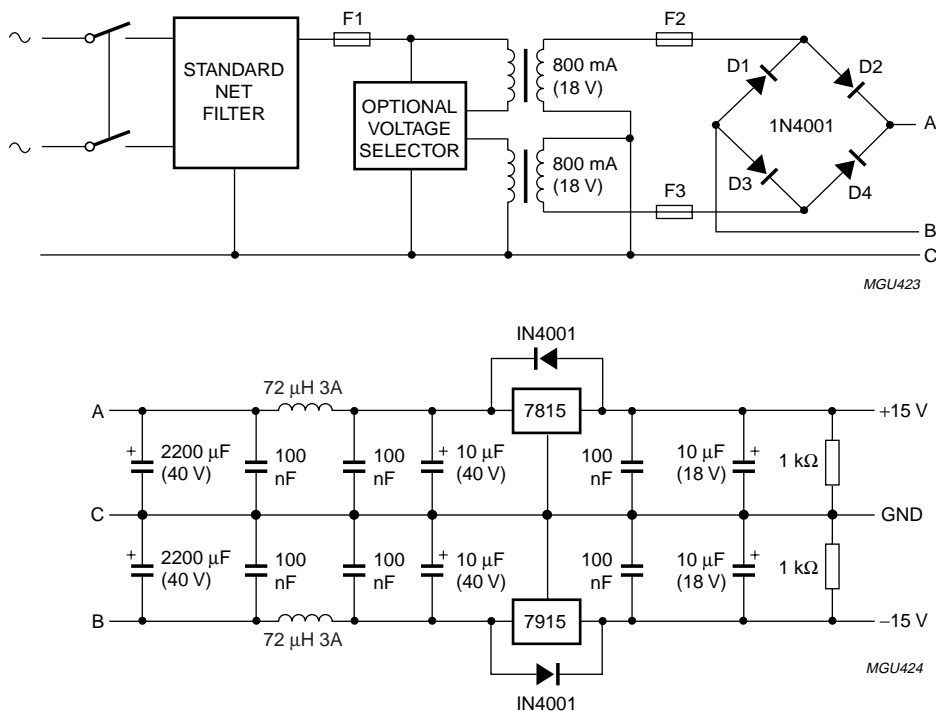 F1
F2
STANDARD
NET
FILTER
OPTIONAL
VOLTAGE
SELECTOR
800 mA
(18 V)
800 mA
(18 V)
D1
D2
1N4001
A
D3
D4
F3
B
C
MGU423
IN4001
72 μH 3A
A
7815
+15 V
2200 μF
(40 V)
100
nF
100
nF
10 μF
(40 V)
100
nF
10 μF
(18 V)
1 kΩ
C
GND
2200 μF
(40 V)
100
nF
100
nF
10 μF
(40 V)
100
nF
10 μF
(18 V)
1 kΩ
B
7915
−15 V
72 μH 3A
MGU424
IN4001